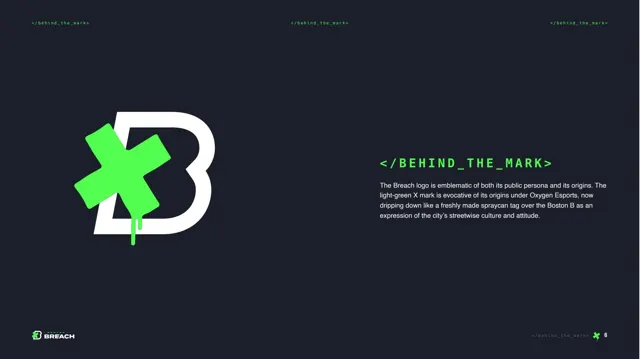 </behind_the_mark> </behind_the_mark> </behind_the_mark>
B
</BEHIND_THE_MARK>
The Breach logo is emblematic of both its public persona and its origins. The
light-green X mark is evocative of its origins under Oxygen Esports, now
dripping down like a freshly made spraycan tag over the Boston B as an
expression of the city's streetwise culture and attitude.
BREACH
</behind_the_mark> 6